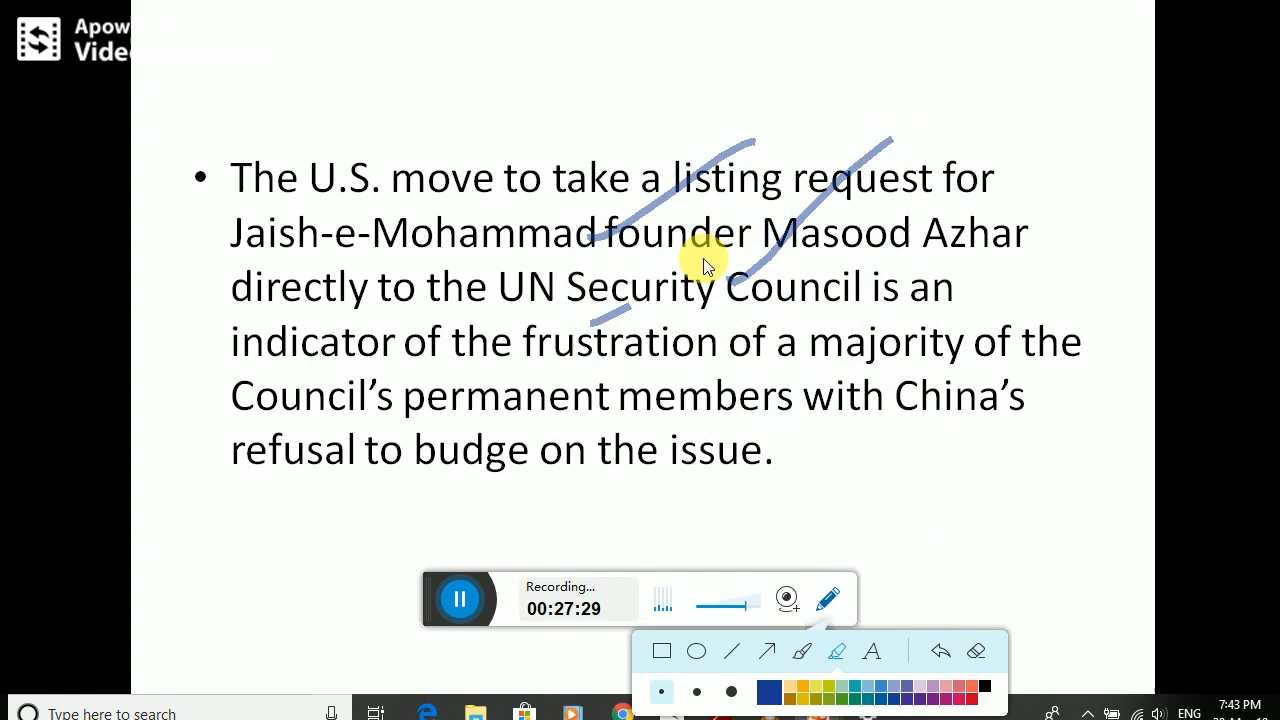 Apow
Vide
• The U.S. move to take a listing request for
Jaish-e-Mohammad founder Masood Azhar
directly to the UN Security Council is an
indicator of the frustration of a majority of the
Council’s permanent members with China’s
refusal to budge on the issue.
Recording...
00:27:29
A
Type here to search
ENG
7:43 PM